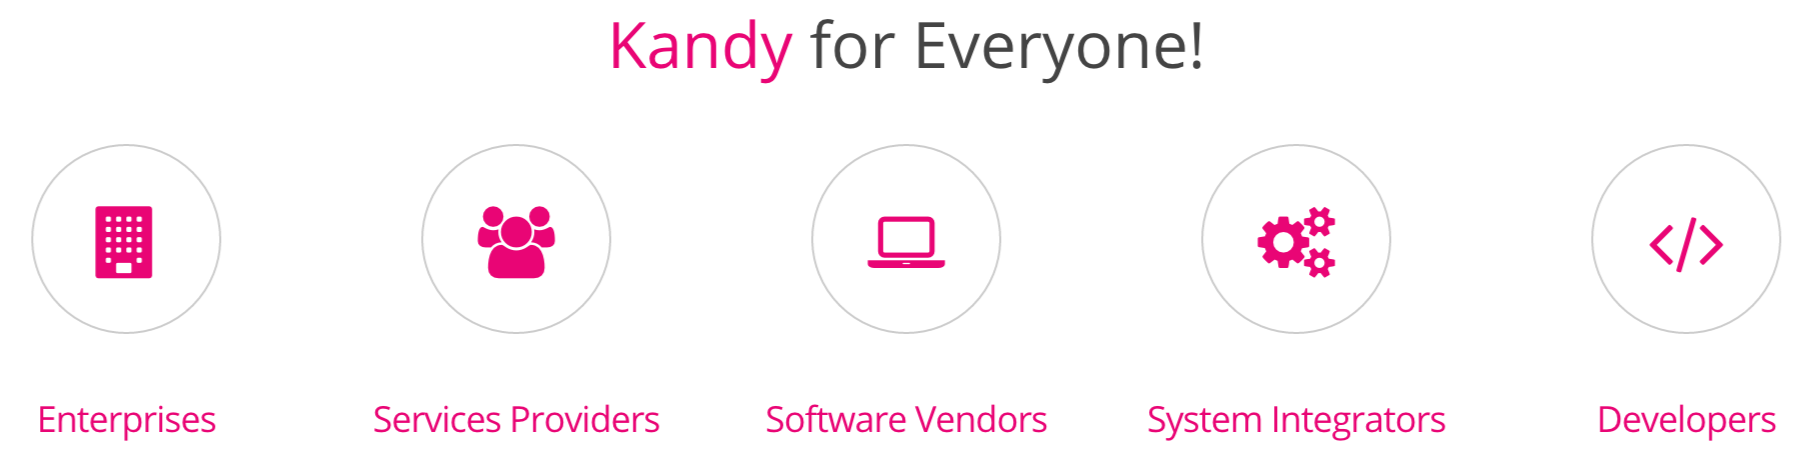 Kandy for Everyone!
Enterprises
Services Providers
Software Vendors
System Integrators
Developers